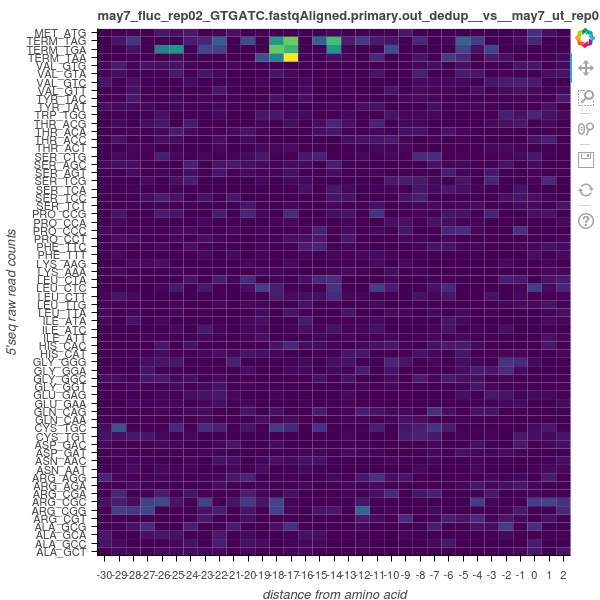 may7_fluc_rep02_GTGATC.fastqAligned.primary.out_dedup__vs__may7_ut_rep0
MET_ATG
TERM_TAG
TERM_TGA
TERM_TAA
VAL_GTG
VAL_GTA
VAL_GTC
VAL_GTT
TYR_TAC
TYR_TAT
TRP_TGG
THR_ACG
THR_ACA
THR_ACC
THR_ACT
SER_CTG
SER_AGC
SER_AGT
SER_TCG
SER_TCA
SER_TCC
SER_TCT
PRO_CCG
PRO_CCA
PRO_CCC
PRO_CCT
PHE_TTC
PHE_TTT
LYS_AAG
LYS_AAA
LEU_CTA
LEU_CTC
LEU_CTT
LEU_TTG
LEU_TTA
ILE_ATA
ILE_ATC
ILE_ATT
HIS_CAC
HIS_CAT
GLY_GGG
GLY_GGA
GLY_GGC
GLY_GGT
GLU_GAG
GLU_GAA
GLN_CAG
GLN_CAA
CYS_TGC
CYS_TGT
ASP_GAC
ASP_GAT
ASN_AAC
ASN_AAT
ARG_AGG
ARG_AGA
ARG_CGA
ARG_CGC
ARG_CGG
ARG_CGT
ALA_GCG
ALA_GCA
ALA_GCC
ALA_GCT
5'seq raw read counts
-30 -29 -28 -27 -26 -25 -24 -23 -22 -21 -20 -19 -18 -17 -16 -15 -14 -13 -12 -11 -10 -9 -8 -7 -6 -5 -4 -3 -2 -1 0 1 2
distance from amino acid